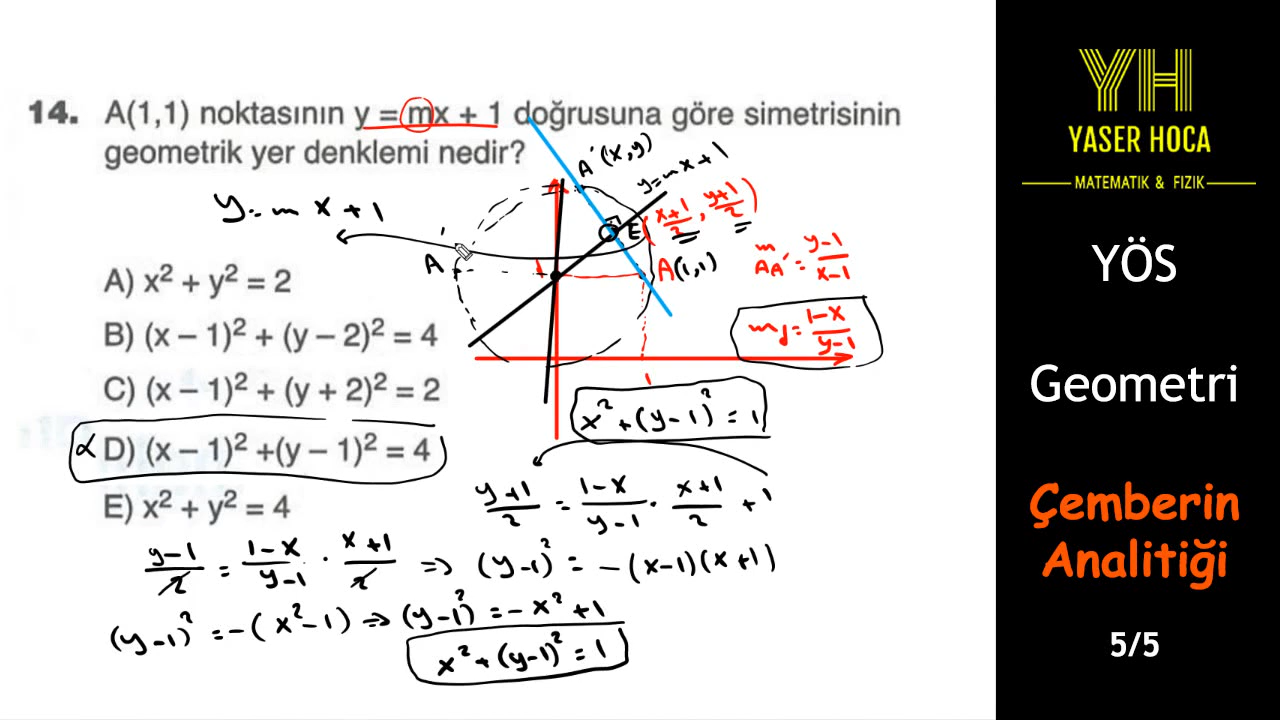 14. A(1,1) noktasının y = mx + 1 doğrusuna göre simetrisinin
geometrik yer denklemi nedir?
y = mx + 1
A) x² + y² = 2
B) (x – 1)² + (y – 2)² = 4
C) (x – 1)² + (y + 2)² = 2
D) (x – 1)² +(y – 1)² = 4
E) x² + y² = 4
A'(x,y)
y=mx+1
E
(x+1/2, y+1/2)
A'
1
A(1,1)
1
m AA' = y-1/x-1
m d = 1-x/y-1
x² + (y-1)² = 1
y+1/2 = 1-x/y-1 . x+1/2 + 1
y-1/2 = 1-x/y-1 . x+1/2 => (y-1)² = -(x-1)(x+1)
(y-1)² = -(x²-1) => (y-1)² = -x²+1
x² + (y-1)² = 1
YH
YASER HOCA
MATEMATIK & FIZIK
YÖS
Geometri
Çemberin
Analitiği
5/5